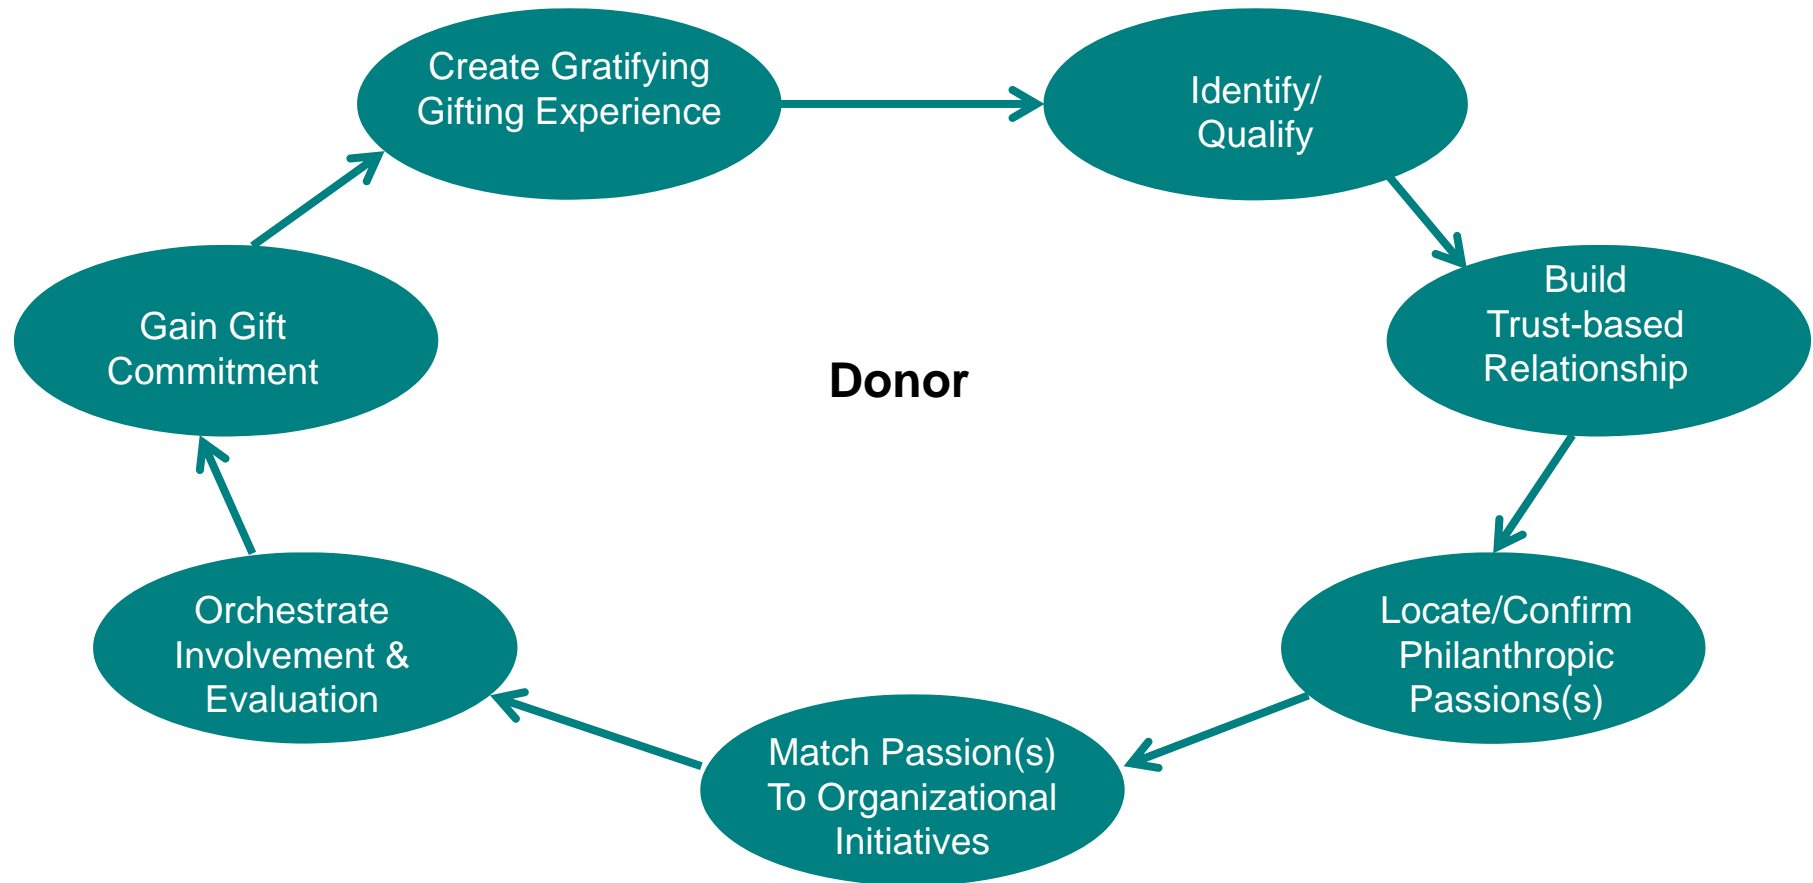 Create Gratifying
Gifting Experience
Identify/
Qualify
Build
Trust-based
Relationship
Locate/Confirm
Philanthropic
Passions(s)
Match Passion(s)
To Organizational
Initiatives
Orchestrate
Involvement &
Evaluation
Gain Gift
Commitment
Donor